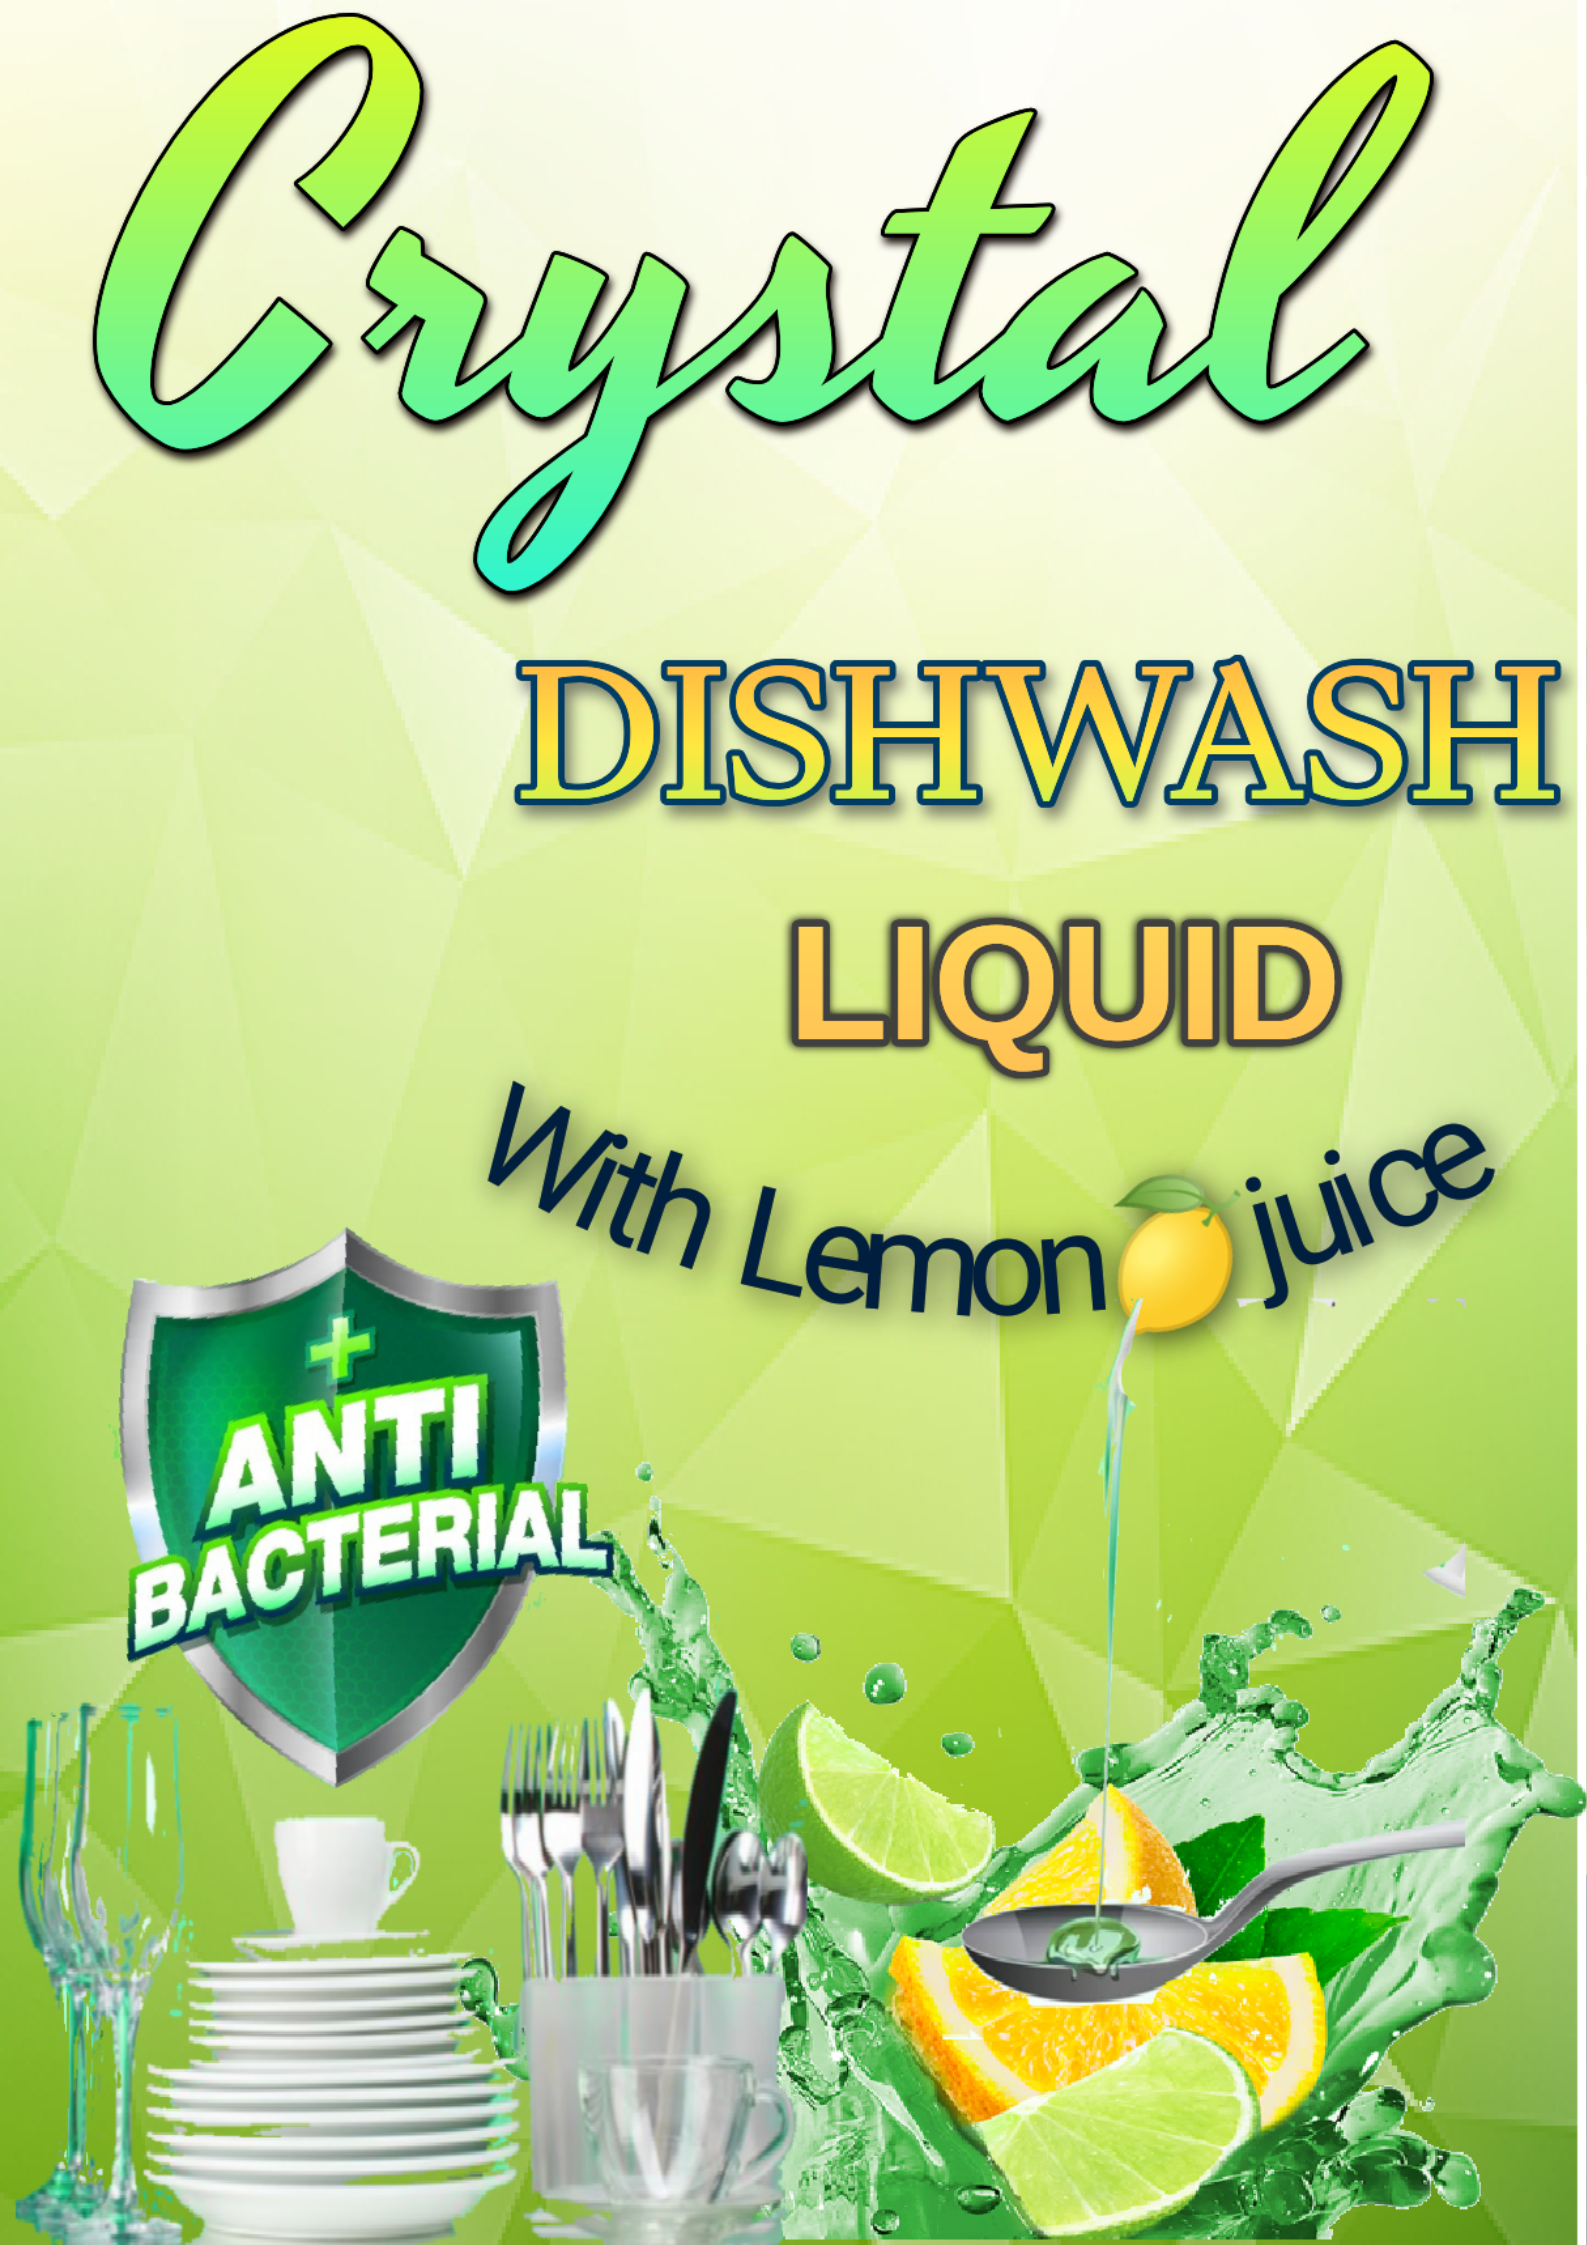 Crystal
DISHWASH
LIQUID
With Lemon🍋juice
+
ANTI
BACTERIAL